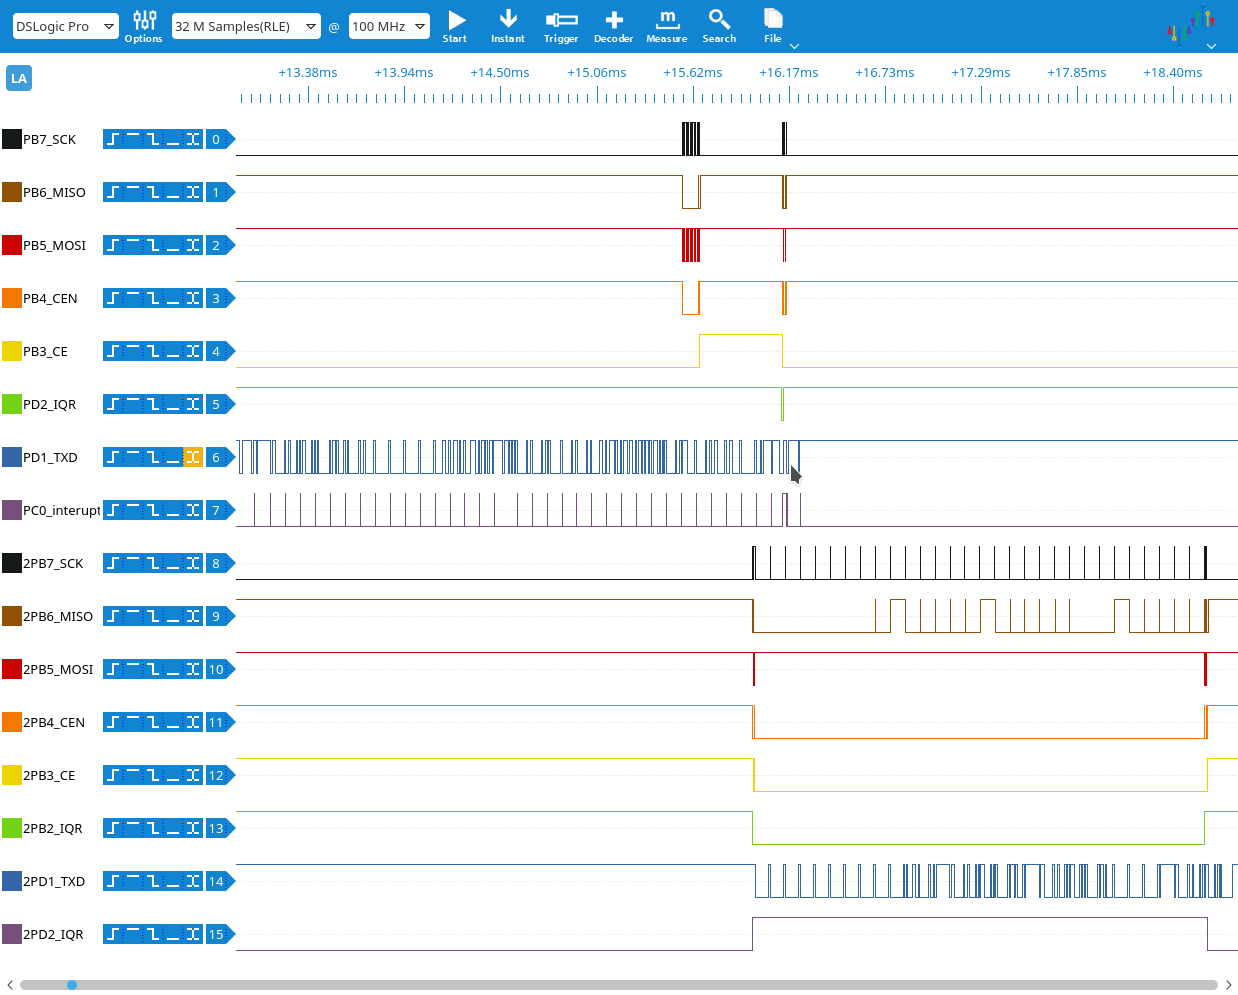 DSLogic Pro 32 M Samples(RLE) @ 100 MHz
Options Start Instant Trigger Decoder Measure Search File
LA
+13.38ms +13.94ms +14.50ms +15.06ms +15.62ms +16.17ms +16.73ms +17.29ms +17.85ms +18.40ms
PB7_SCK 0
PB6_MISO 1
PB5_MOSI 2
PB4_CEN 3
PB3_CE 4
PD2_IQR 5
PD1_TXD 6
PC0_interupt 7
2PB7_SCK 8
2PB6_MISO 9
2PB5_MOSI 10
2PB4_CEN 11
2PB3_CE 12
2PB2_IQR 13
2PD1_TXD 14
2PD2_IQR 15